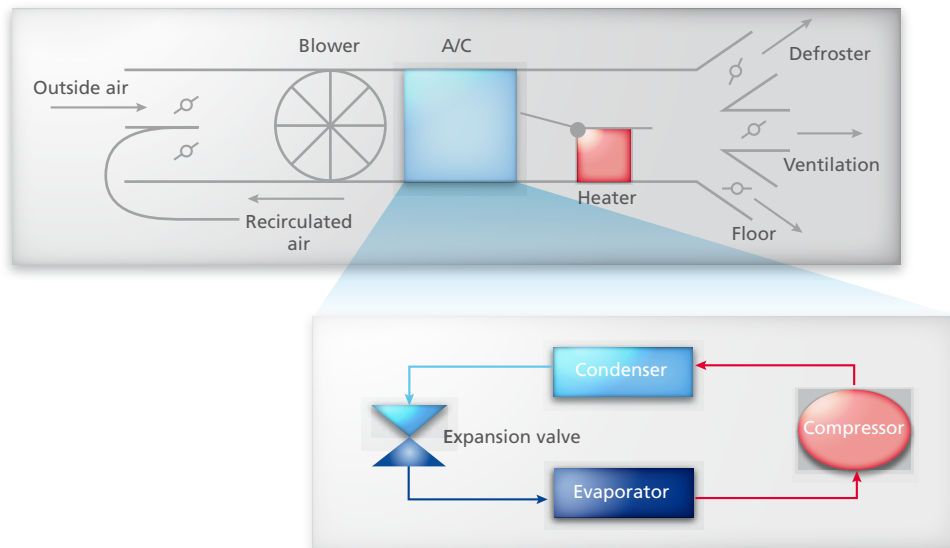 Blower
A/C
Defroster
Outside air
Ventilation
Heater
Recirculated
air
Floor
Condenser
Compressor
Expansion valve
Evaporator